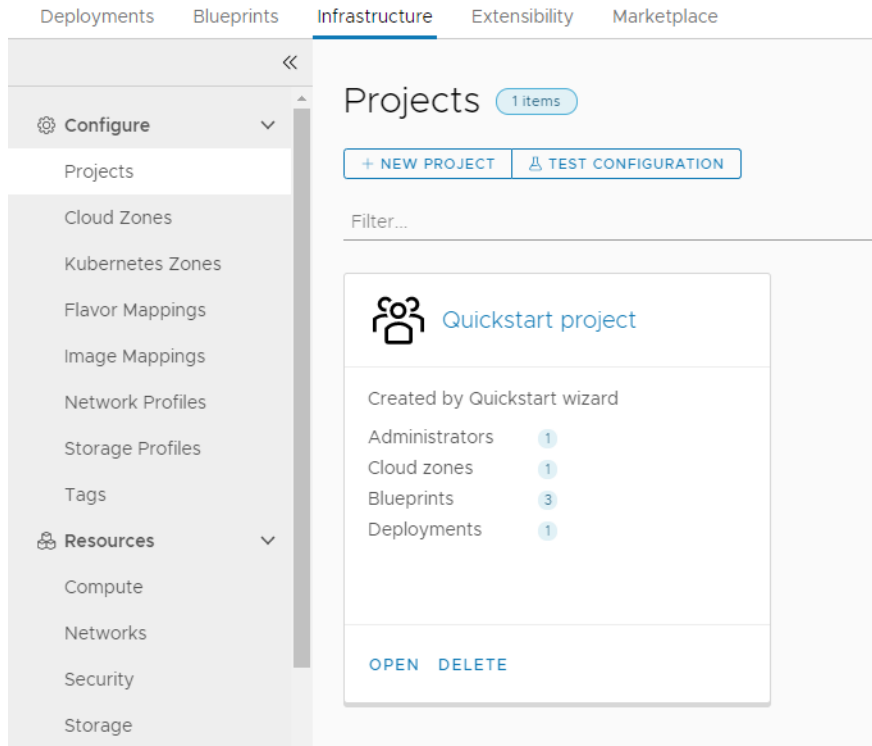 Deployments Blueprints Infrastructure Extensibility Marketplace
Configure
Projects
Cloud Zones
Kubernetes Zones
Flavor Mappings
Image Mappings
Network Profiles
Storage Profiles
Tags
Resources
Compute
Networks
Security
Storage
Projects 1 items
+ NEW PROJECT TEST CONFIGURATION
Filter...
Quickstart project
Created by Quickstart wizard
Administrators 1
Cloud zones 1
Blueprints 3
Deployments 1
OPEN DELETE